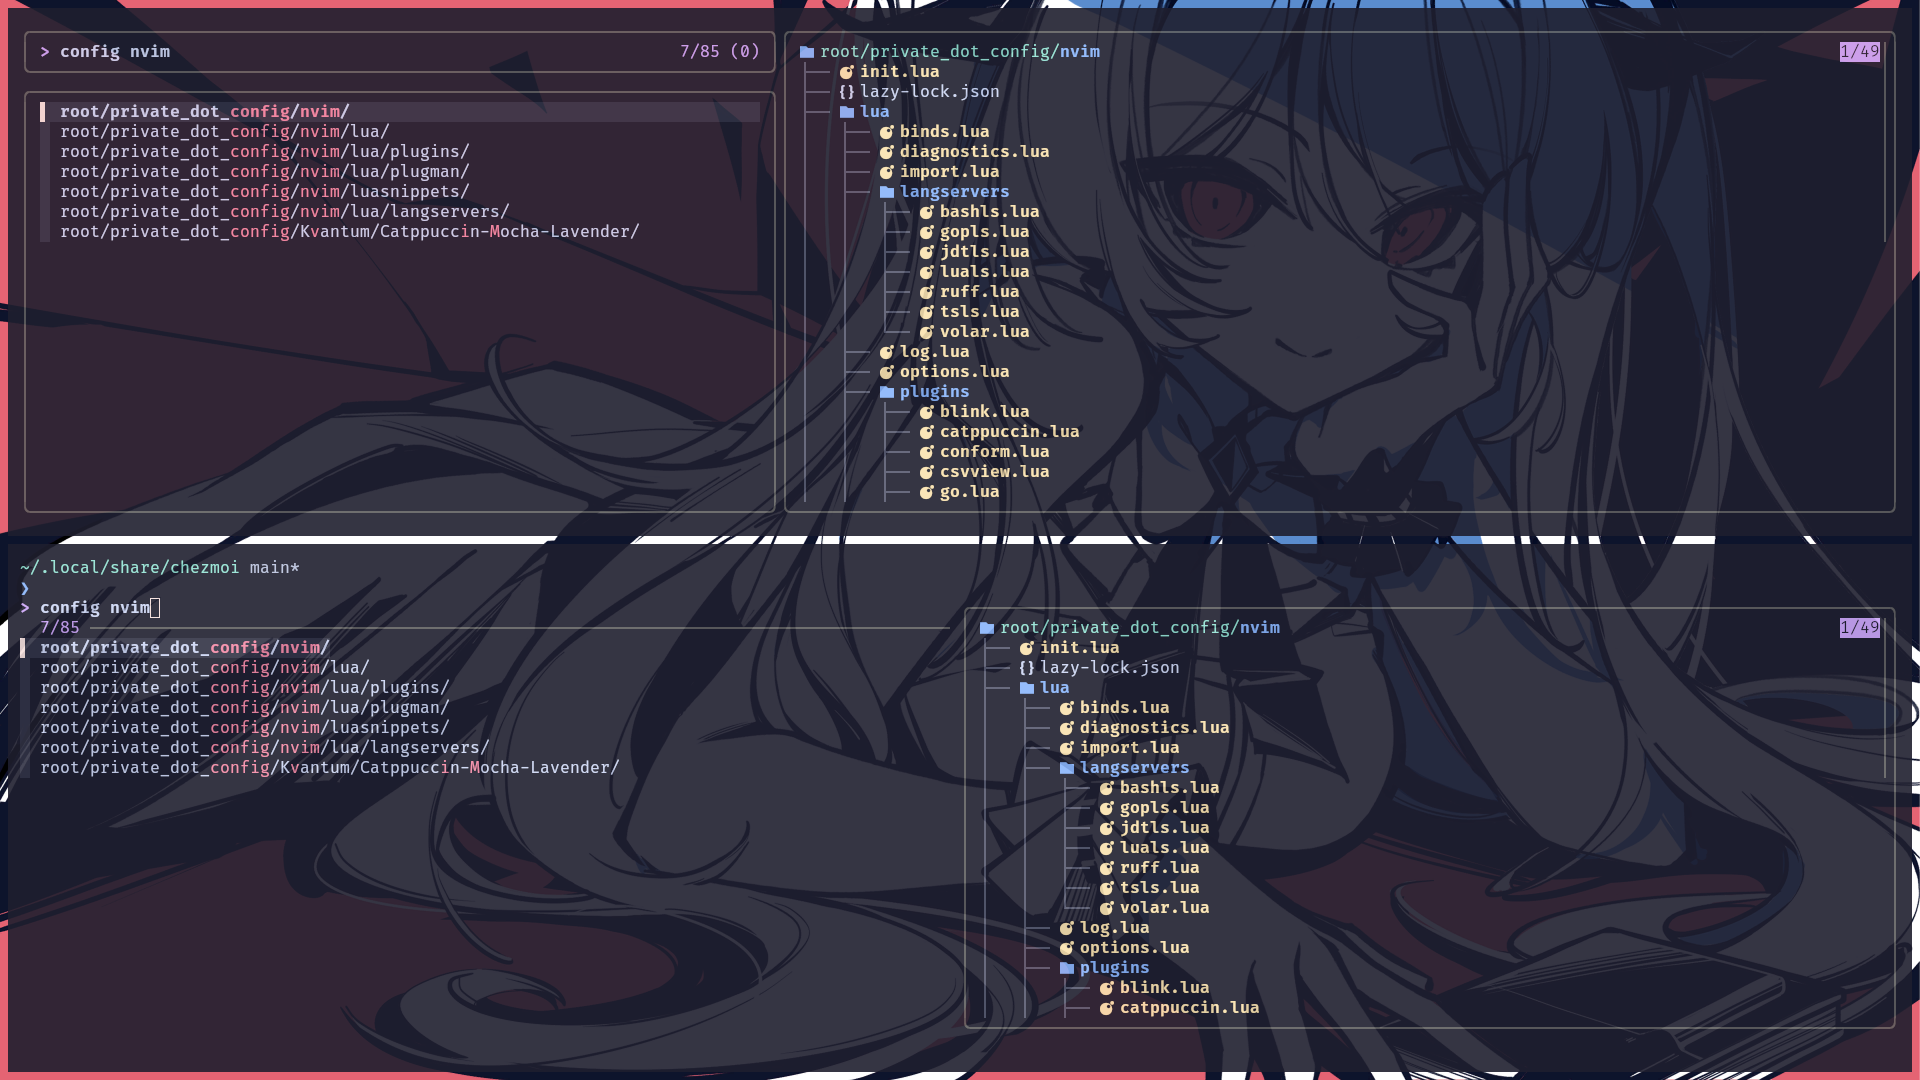 > config nvim 7/85 (0)
root/private_dot_config/nvim/
root/private_dot_config/nvim/lua/
root/private_dot_config/nvim/lua/plugins/
root/private_dot_config/nvim/lua/plugman/
root/private_dot_config/nvim/luasnippets/
root/private_dot_config/nvim/lua/langservers/
root/private_dot_config/Kvantum/Catppuccin-Mocha-Lavender/
root/private_dot_config/nvim 1/49
init.lua
{} lazy-lock.json
lua
binds.lua
diagnostics.lua
import.lua
langservers
bashls.lua
gopls.lua
jdtls.lua
luals.lua
ruff.lua
tsls.lua
volar.lua
log.lua
options.lua
plugins
blink.lua
catppuccin.lua
conform.lua
csvview.lua
go.lua
~/.local/share/chezmoi main*
❯
> config nvim
7/85
root/private_dot_config/nvim/
root/private_dot_config/nvim/lua/
root/private_dot_config/nvim/lua/plugins/
root/private_dot_config/nvim/lua/plugman/
root/private_dot_config/nvim/luasnippets/
root/private_dot_config/nvim/lua/langservers/
root/private_dot_config/Kvantum/Catppuccin-Mocha-Lavender/
root/private_dot_config/nvim 1/49
init.lua
{} lazy-lock.json
lua
binds.lua
diagnostics.lua
import.lua
langservers
bashls.lua
gopls.lua
jdtls.lua
luals.lua
ruff.lua
tsls.lua
volar.lua
log.lua
options.lua
plugins
blink.lua
catppuccin.lua